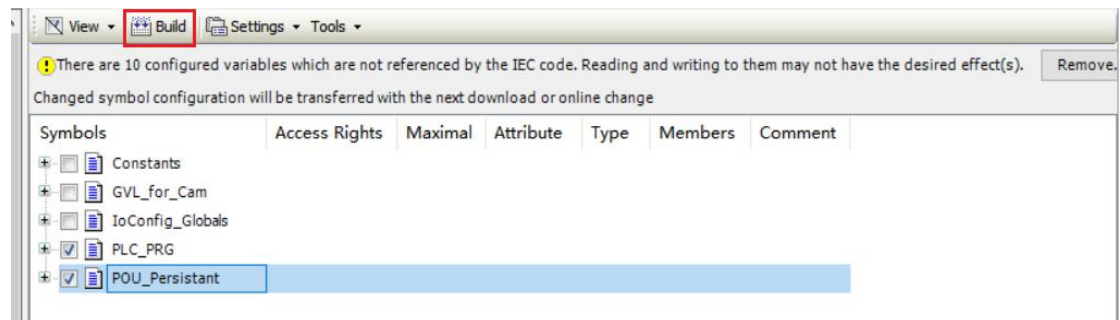 View Build Settings Tools
There are 10 configured variables which are not referenced by the IEC code. Reading and writing to them may not have the desired effect(s). Remove.
Changed symbol configuration will be transferred with the next download or online change
Symbols Access Rights Maximal Attribute Type Members Comment
Constants
GVL_for_Cam
IoConfig_Globals
PLC_PRG
POU_Persistant